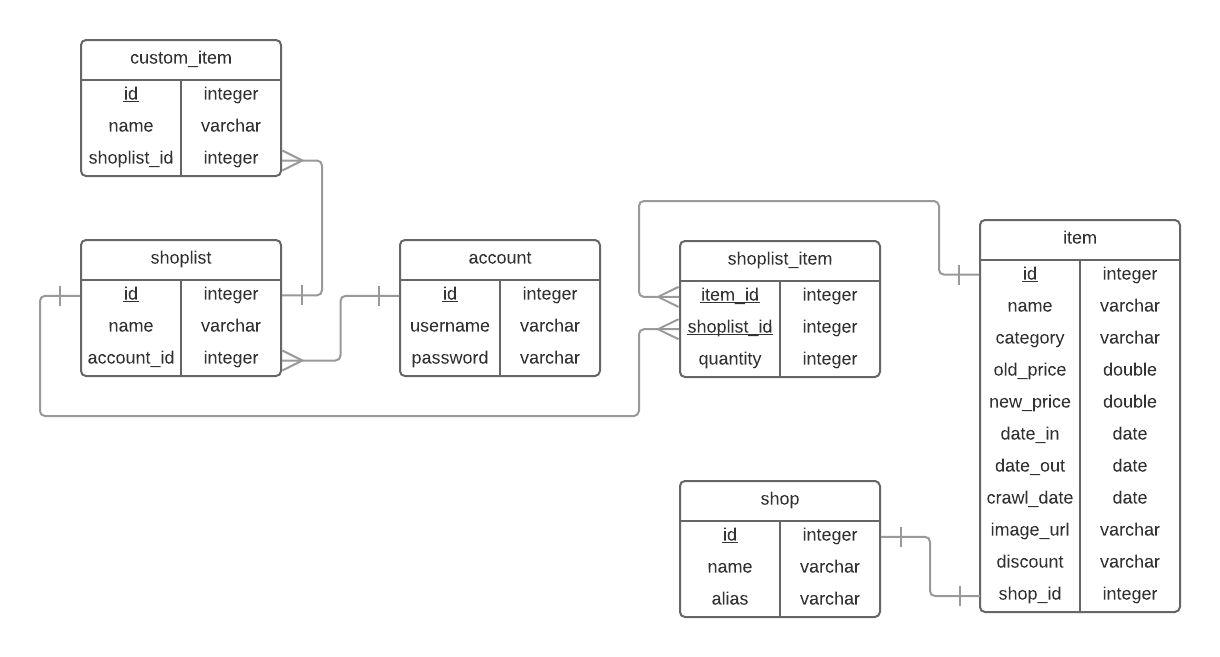 custom_item
id integer
name varchar
shoplist_id integer
shoplist
id integer
name varchar
account_id integer
account
id integer
username varchar
password varchar
shoplist_item
item_id integer
shoplist_id integer
quantity integer
item
id integer
name varchar
category varchar
old_price double
new_price double
date_in date
date_out date
crawl_date date
image_url varchar
discount varchar
shop_id integer
shop
id integer
name varchar
alias varchar